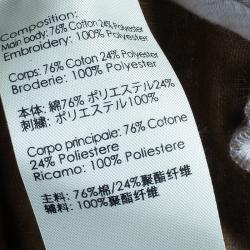 Composition:
Main body: 76% Cotton 24% Polyester
Embroidery: 100% Polyester
Corps: 76% Coton 24% Polyester
Broderie: 100% Polyester
本体: 綿76% ポリエステル24%
刺繍: ポリエステル100%
Corpo principale: 76% Cotone
24% Poliestere
Ricamo: 100% Poliestere
主料: 76%棉/24%聚酯纤维
辅料: 100%聚酯纤维